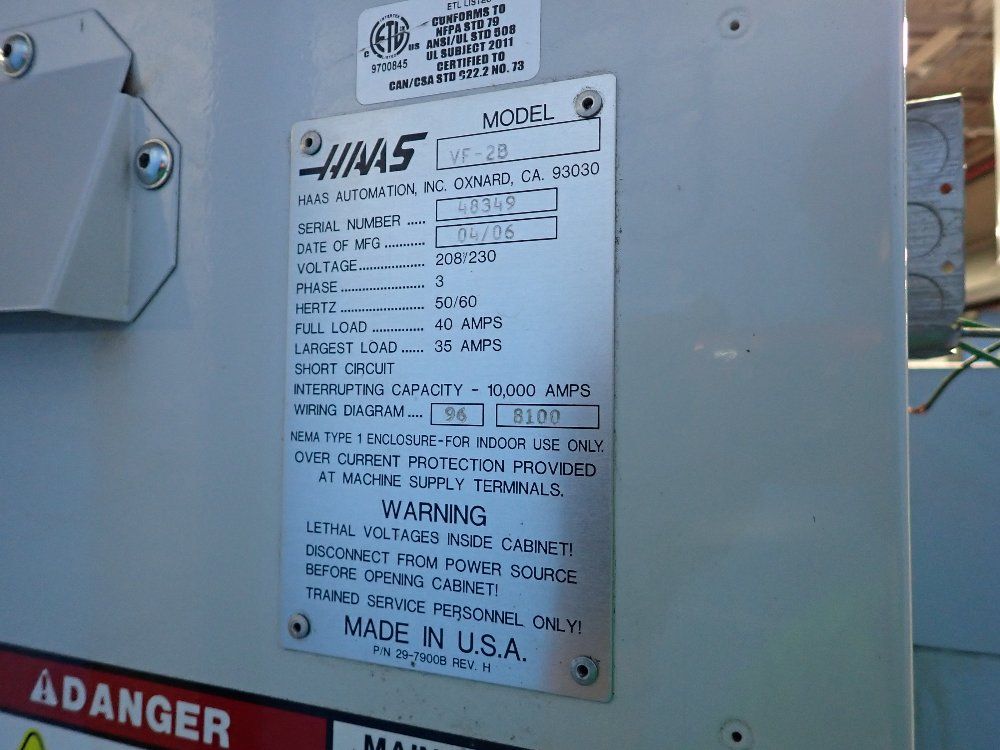 ETL LISTED
CONFORMS TO
NFPA STD 79
ANSI/UL STD 508
UL SUBJECT 2011
CERTIFIED TO
CAN/CSA STD C22.2 NO. 73
C ETL US
INTERTEK
9700845
HAAS
MODEL
VF-2B
HAAS AUTOMATION, INC. OXNARD, CA. 93030
SERIAL NUMBER ..... 48349
DATE OF MFG ........... 04/06
VOLTAGE.................. 208/230
PHASE ....................... 3
HERTZ ....................... 50/60
FULL LOAD .............. 40 AMPS
LARGEST LOAD ...... 35 AMPS
SHORT CIRCUIT
INTERRUPTING CAPACITY - 10,000 AMPS
WIRING DIAGRAM .... 96 8100
NEMA TYPE 1 ENCLOSURE-FOR INDOOR USE ONLY.
OVER CURRENT PROTECTION PROVIDED
AT MACHINE SUPPLY TERMINALS.
WARNING
LETHAL VOLTAGES INSIDE CABINET!
DISCONNECT FROM POWER SOURCE
BEFORE OPENING CABINET!
TRAINED SERVICE PERSONNEL ONLY!
MADE IN U.S.A.
P/N 29-7900B REV. H
DANGER